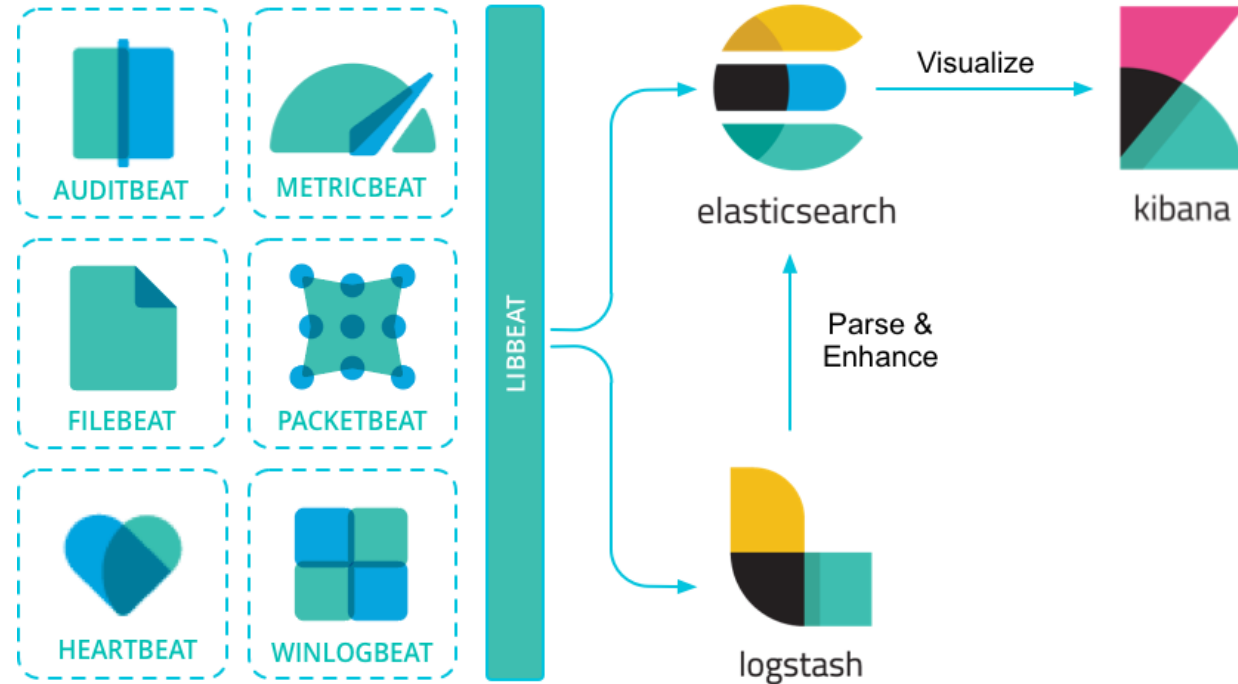 AUDITBEAT
METRICBEAT
FILEBEAT
PACKETBEAT
HEARTBEAT
WINLOGBEAT
LIBBEAT
elasticsearch
Visualize
kibana
Parse &
Enhance
logstash